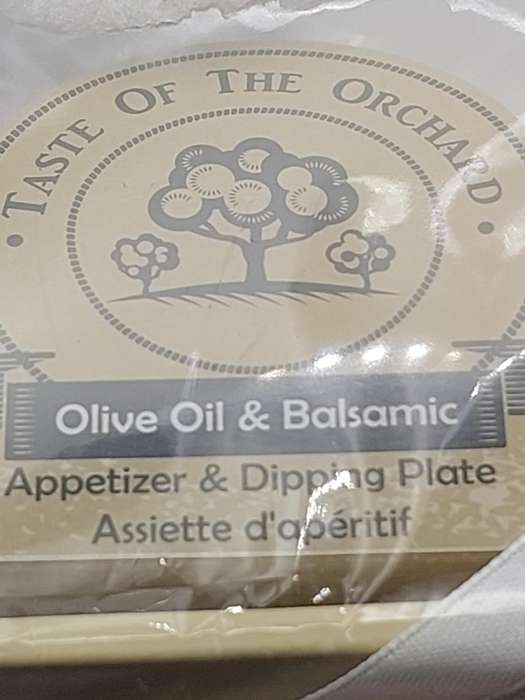 TASTE OF THE ORCHARD
Olive Oil & Balsamic
Appetizer & Dipping Plate
Assiette d'apéritif